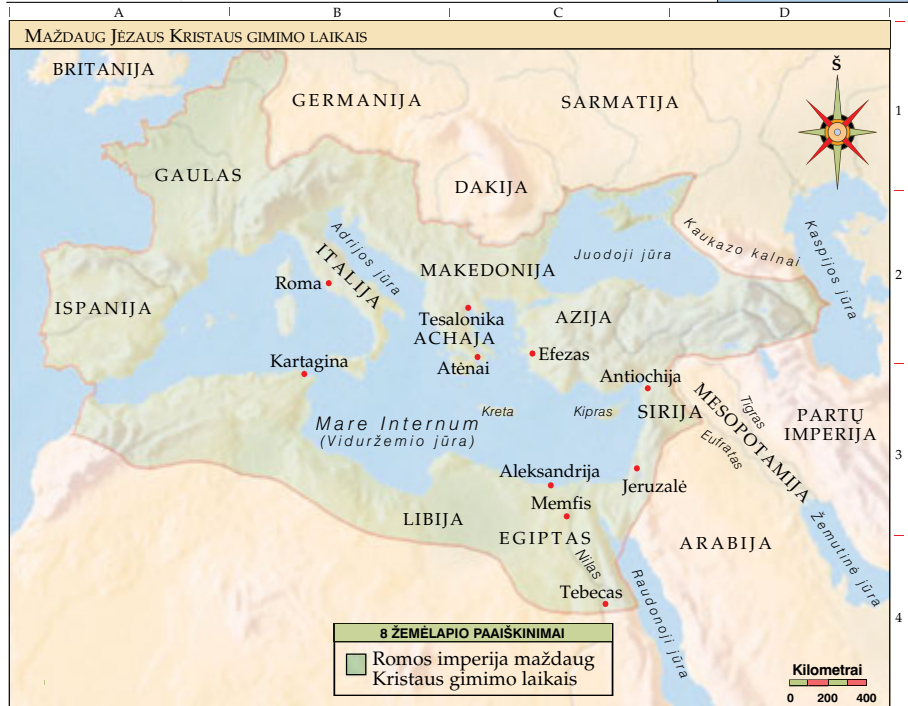 A B C D
MAŽDAUG JĖZAUS KRISTAUS GIMIMO LAIKAIS
BRITANIJA
Š
GERMANIJA
SARMATIJA
1
GAULAS
DAKIJA
Adrijos jūra
Kaukazo kalnai
Kaspijos jūra
Juodoji jūra
ITALIJA
MAKEDONIJA
2
Roma
ISPANIJA
Tesalonika
AZIJA
ACHAJA
Kartagina
Atėnai
Efezas
Antiochija
Mare Internum
(Viduržemio jūra)
Kreta
Kipras
SIRIJA
MESOPOTAMIJA
Tigras
Eufratas
PARTŲ
IMPERIJA
3
Aleksandrija
Jeruzalė
Memfis
LIBIJA
EGIPTAS
ARABIJA
Žemutinė jūra
Nilas
Tebecas
Raudonoji jūra
4
8 ŽEMĖLAPIO PAAIŠKINIMAI
Romos imperija maždaug
Kristaus gimimo laikais
Kilometrai
0 200 400